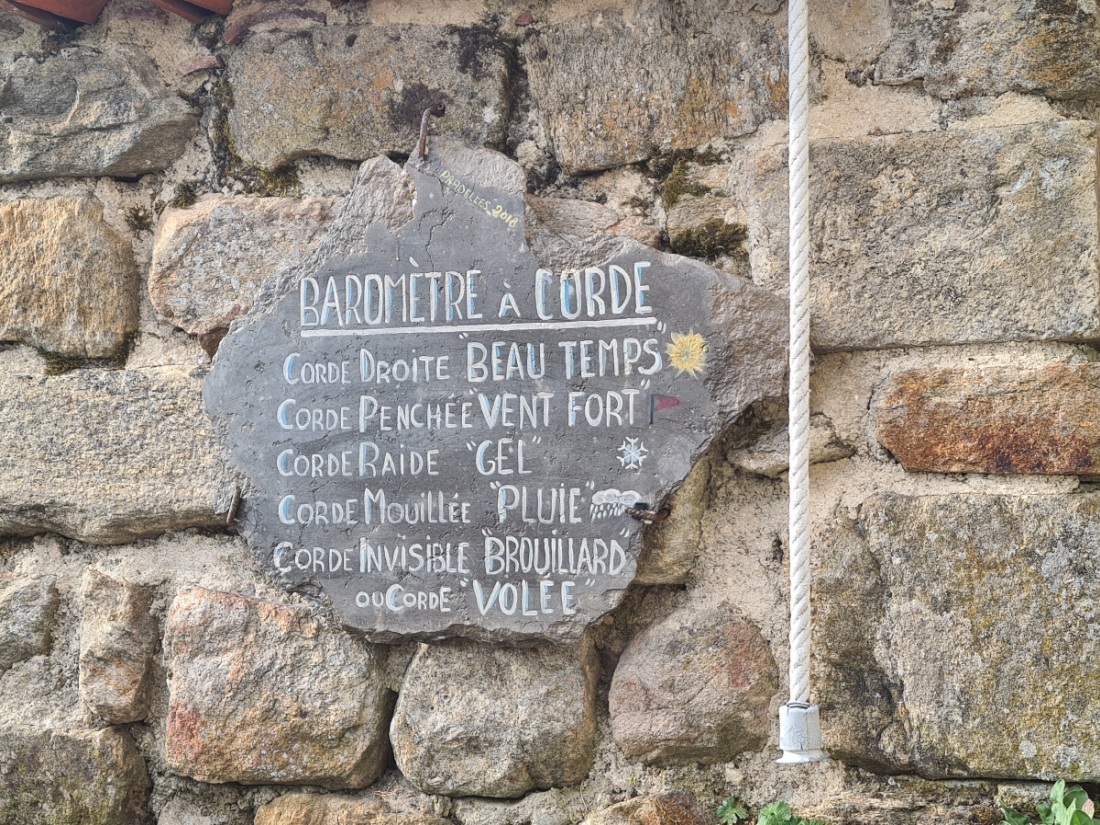 BAROMÈTRE À CORDE
CORDE DROITE "BEAU TEMPS"
CORDE PENCHÉE "VENT FORT"
CORDE RAIDE "GEL"
CORDE MOUILLÉE "PLUIE"
CORDE INVISIBLE "BROUILLARD"
OU CORDE "VOLÉE"